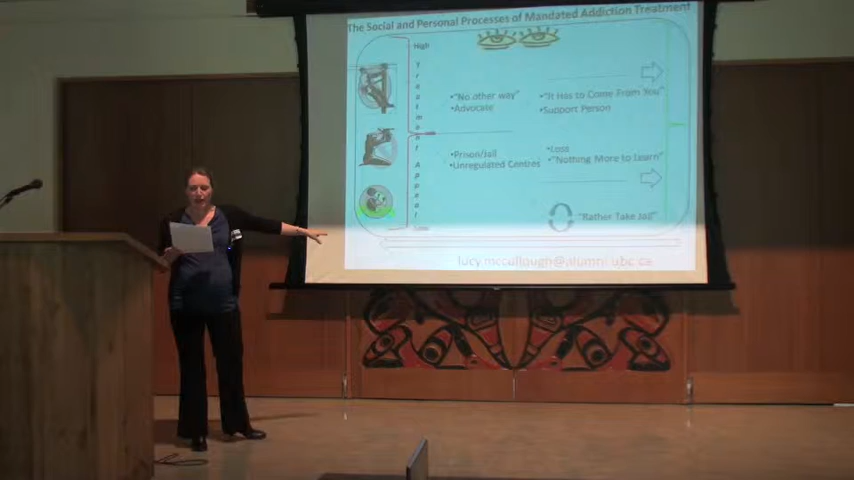 The Social and Personal Processes of Mandated Addiction Treatment
High
Treatment Appeal
•"No other way"
•Advocate
•"It Has to Come From You"
•Support Person
•Prison/Jail
•Unregulated Centres
•Loss
•"Nothing More to Learn"
"Rather Take Jail"
lucy.mccullough@alumni.ubc.ca